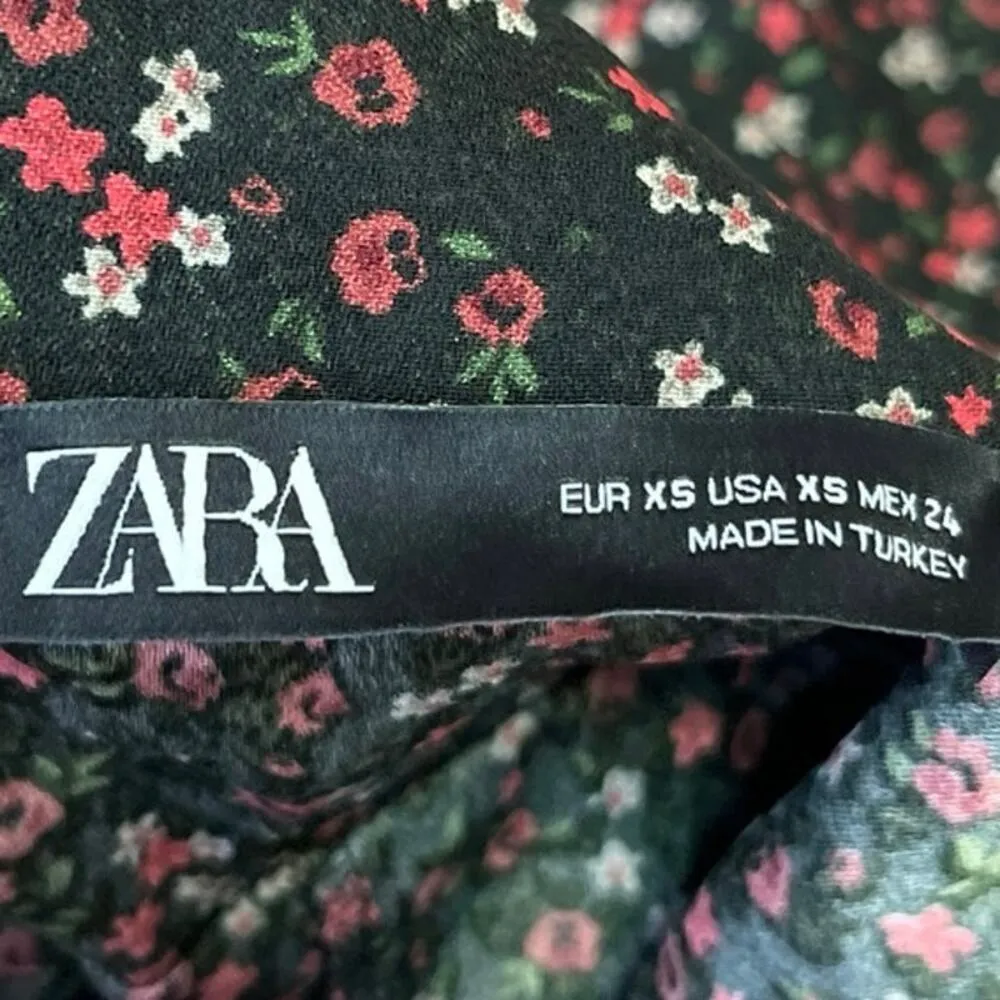 ZARA
EUR XS USA XS MEX 24
MADE IN TURKEY